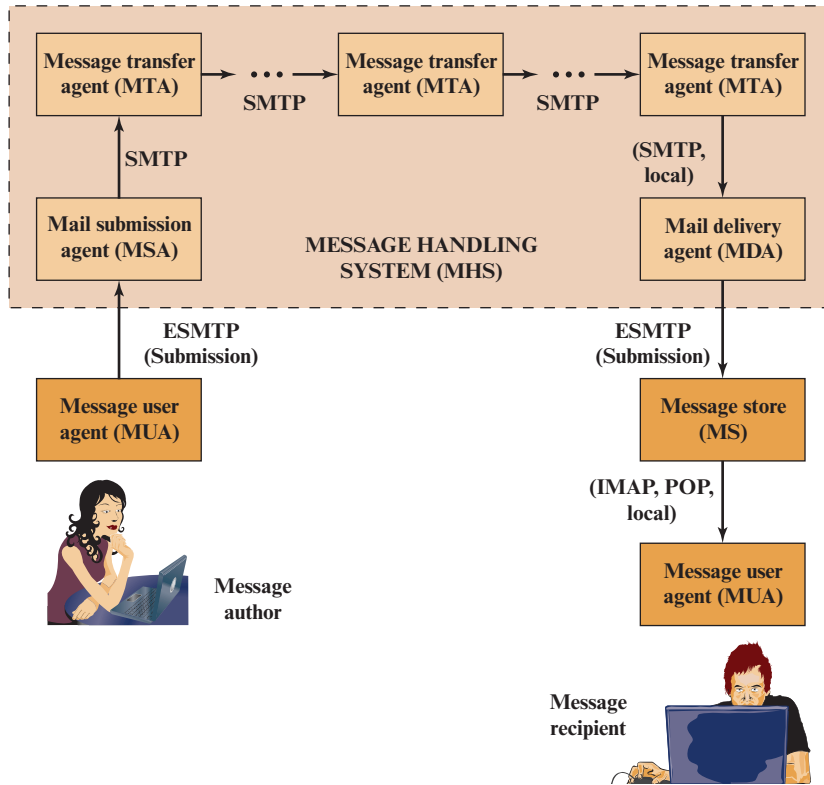 Message transfer
agent (MTA)
SMTP
Message transfer
agent (MTA)
SMTP
Message transfer
agent (MTA)
SMTP
(SMTP,
local)
Mail submission
agent (MSA)
MESSAGE HANDLING
SYSTEM (MHS)
Mail delivery
agent (MDA)
ESMTP
(Submission)
ESMTP
(Submission)
Message user
agent (MUA)
Message store
(MS)
(IMAP, POP,
local)
Message
author
Message user
agent (MUA)
Message
recipient